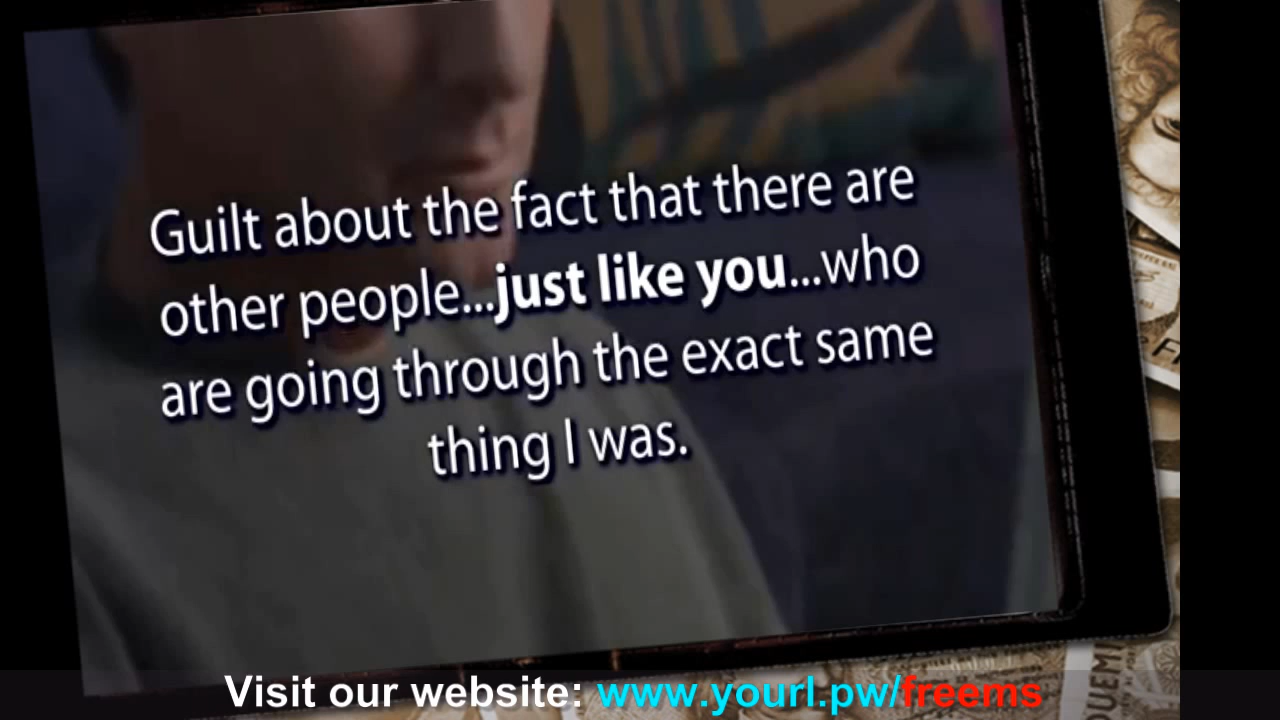 Guilt about the fact that there are
other people...just like you...who
are going through the exact same
thing I was.
Visit our website: www.yourl.pw/freems